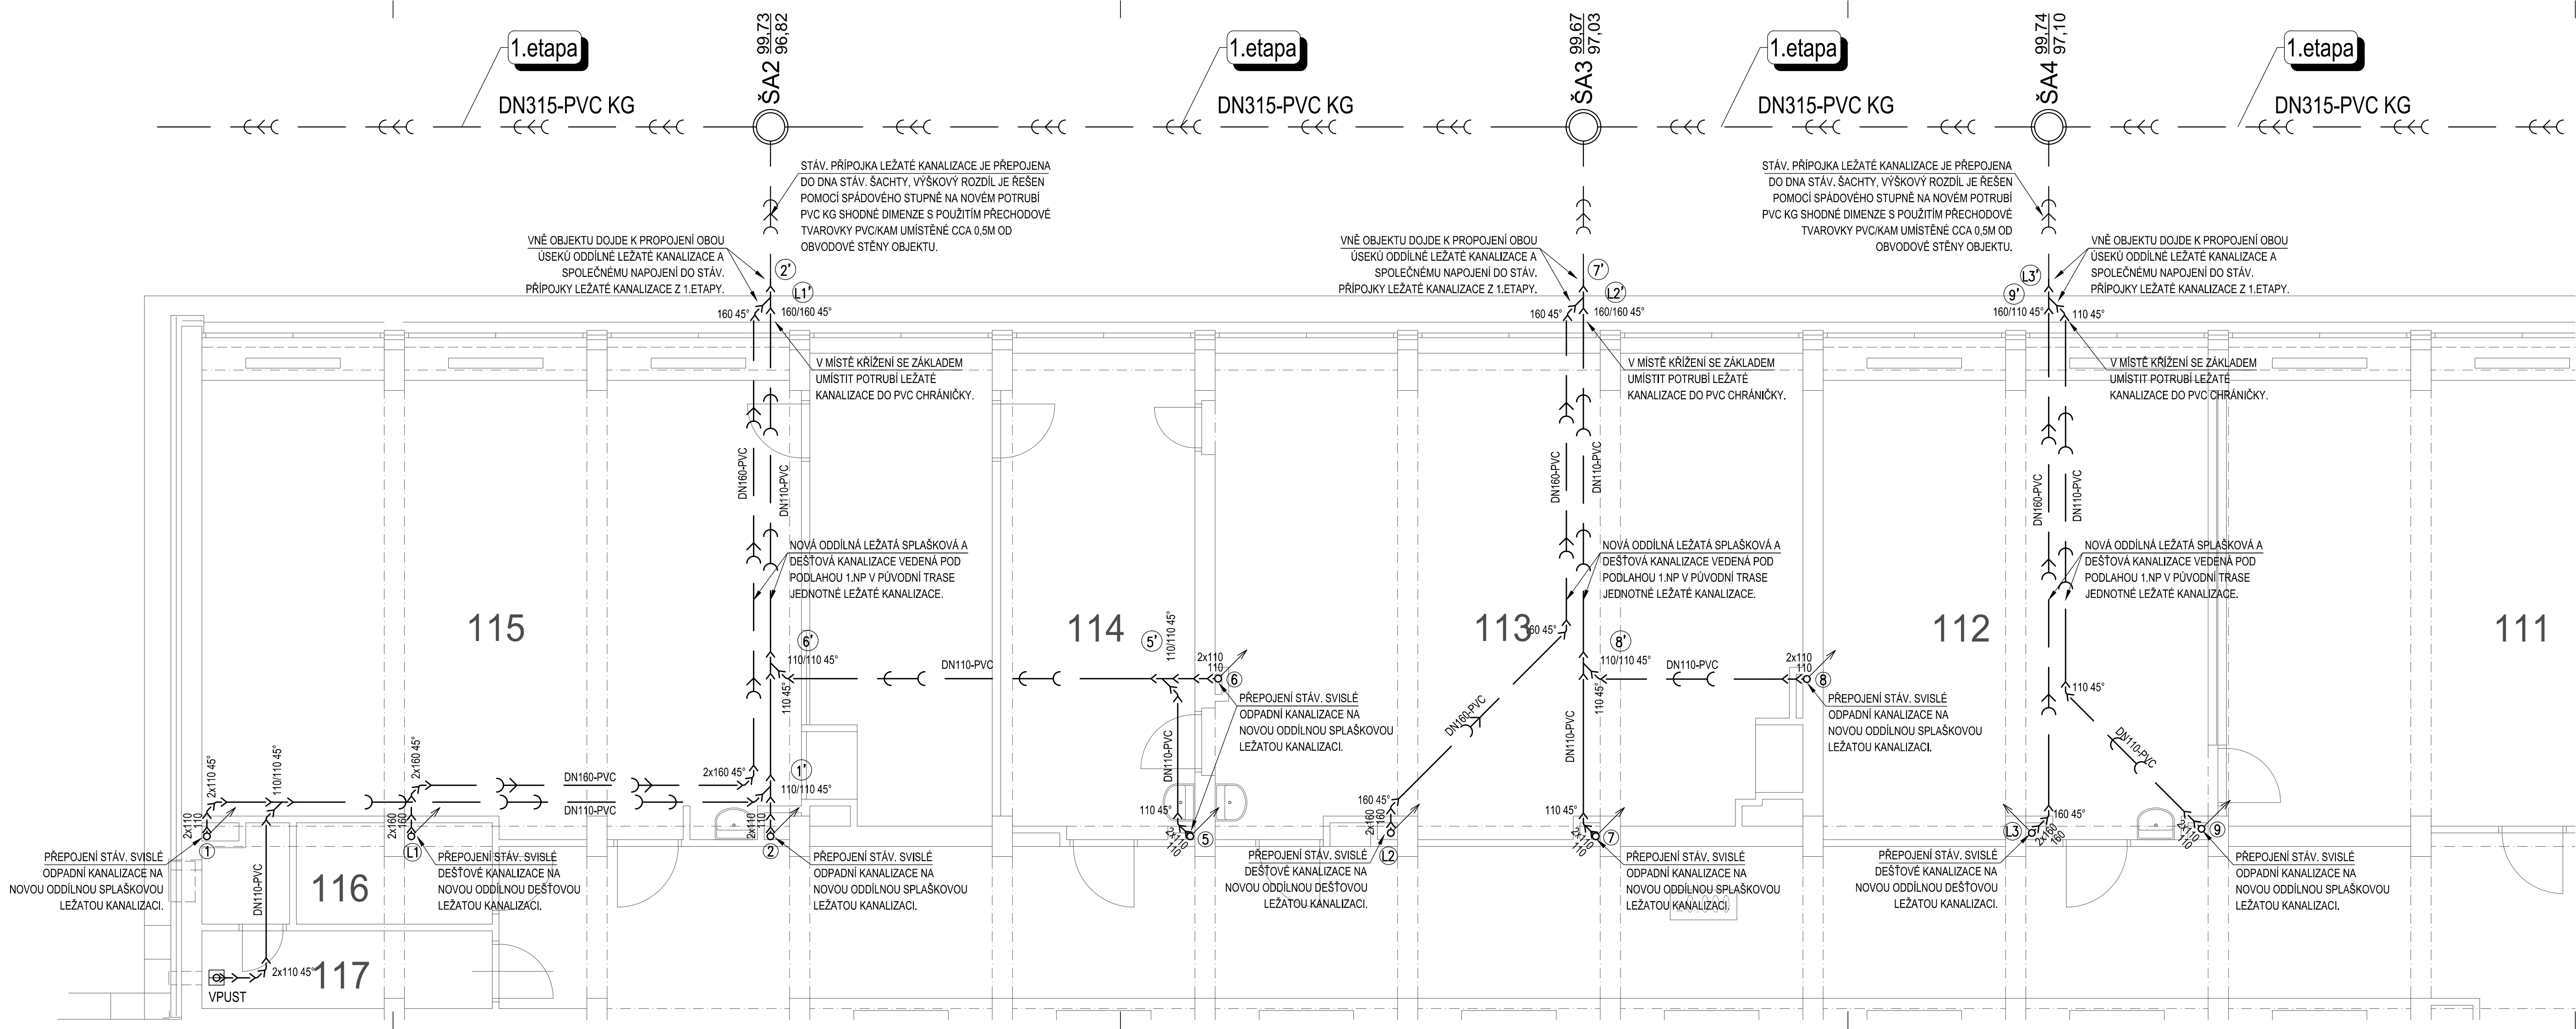 1.etapa
1.etapa
1.etapa
1.etapa
ŠA2 99,73
96,82
ŠA3 99,67
97,03
ŠA4 99,74
97,10
DN315-PVC KG
DN315-PVC KG
DN315-PVC KG
DN315-PVC KG
STÁV. PŘÍPOJKA LEŽATÉ KANALIZACE JE PŘEPOJENA
DO DNA STÁV. ŠACHTY, VÝŠKOVÝ ROZDÍL JE ŘEŠEN
POMOCÍ SPÁDOVÉHO STUPNĚ NA NOVÉM POTRUBÍ
PVC KG SHODNÉ DIMENZE S POUŽITÍM PŘECHODOVÉ
TVAROVKY PVC/KAM UMÍSTĚNÉ CCA 0,5M OD
OBVODOVÉ STĚNY OBJEKTU.
STÁV. PŘÍPOJKA LEŽATÉ KANALIZACE JE PŘEPOJENA
DO DNA STÁV. ŠACHTY, VÝŠKOVÝ ROZDÍL JE ŘEŠEN
POMOCÍ SPÁDOVÉHO STUPNĚ NA NOVÉM POTRUBÍ
PVC KG SHODNÉ DIMENZE S POUŽITÍM PŘECHODOVÉ
TVAROVKY PVC/KAM UMÍSTĚNÉ CCA 0,5M OD
OBVODOVÉ STĚNY OBJEKTU.
VNĚ OBJEKTU DOJDE K PROPOJENÍ OBOU
ÚSEKŮ ODDÍLNÉ LEŽATÉ KANALIZACE A
SPOLEČNÉMU NAPOJENÍ DO STÁV.
PŘÍPOJKY LEŽATÉ KANALIZACE Z 1.ETAPY.
2'
L1'
160 45°
160/160 45°
VNĚ OBJEKTU DOJDE K PROPOJENÍ OBOU
ÚSEKŮ ODDÍLNÉ LEŽATÉ KANALIZACE A
SPOLEČNÉMU NAPOJENÍ DO STÁV.
PŘÍPOJKY LEŽATÉ KANALIZACE Z 1.ETAPY.
7'
L2'
160 45°
160/160 45°
VNĚ OBJEKTU DOJDE K PROPOJENÍ OBOU
ÚSEKŮ ODDÍLNÉ LEŽATÉ KANALIZACE A
SPOLEČNÉMU NAPOJENÍ DO STÁV.
PŘÍPOJKY LEŽATÉ KANALIZACE Z 1.ETAPY.
L3'
9'
160/110 45°
110 45°
V MÍSTĚ KŘÍŽENÍ SE ZÁKLADEM
UMÍSTIT POTRUBÍ LEŽATÉ
KANALIZACE DO PVC CHRÁNIČKY.
V MÍSTĚ KŘÍŽENÍ SE ZÁKLADEM
UMÍSTIT POTRUBÍ LEŽATÉ
KANALIZACE DO PVC CHRÁNIČKY.
V MÍSTĚ KŘÍŽENÍ SE ZÁKLADEM
UMÍSTIT POTRUBÍ LEŽATÉ
KANALIZACE DO PVC CHRÁNIČKY.
DN160-PVC
DN110-PVC
DN160-PVC
DN110-PVC
DN160-PVC
DN110-PVC
NOVÁ ODDÍLNÁ LEŽATÁ SPLAŠKOVÁ A
DEŠŤOVÁ KANALIZACE VEDENÁ POD
PODLAHOU 1.NP V PŮVODNÍ TRASE
JEDNOTNÉ LEŽATÉ KANALIZACE.
NOVÁ ODDÍLNÁ LEŽATÁ SPLAŠKOVÁ A
DEŠŤOVÁ KANALIZACE VEDENÁ POD
PODLAHOU 1.NP V PŮVODNÍ TRASE
JEDNOTNÉ LEŽATÉ KANALIZACE.
NOVÁ ODDÍLNÁ LEŽATÁ SPLAŠKOVÁ A
DEŠŤOVÁ KANALIZACE VEDENÁ POD
PODLAHOU 1.NP V PŮVODNÍ TRASE
JEDNOTNÉ LEŽATÉ KANALIZACE.
115
114
113
112
111
6'
110/110 45°
110 45°
DN110-PVC
5'
110/110 45°
2x110
110
6
160 45°
8'
110/110 45°
110 45°
DN110-PVC
2x110
110
8
110 45°
PŘEPOJENÍ STÁV. SVISLÉ
ODPADNÍ KANALIZACE NA
NOVOU ODDÍLNOU SPLAŠKOVOU
LEŽATOU KANALIZACI.
PŘEPOJENÍ STÁV. SVISLÉ
ODPADNÍ KANALIZACE NA
NOVOU ODDÍLNOU SPLAŠKOVOU
LEŽATOU KANALIZACI.
DN110-PVC
DN160-PVC
DN110-PVC
DN110-PVC
2x110 45°
110/110 45°
2x160 45°
DN160-PVC
DN110-PVC
2x160 45°
1'
110/110 45°
2x110
110
1
2x160
160
L1
2x110
110
2
110 45°
2x110
110
5
160 45°
2x160
160
L2
110 45°
2x110
110
7
L3
160 45°
2x160
160
2x110
110
9
PŘEPOJENÍ STÁV. SVISLÉ
ODPADNÍ KANALIZACE NA
NOVOU ODDÍLNOU SPLAŠKOVOU
LEŽATOU KANALIZACI.
PŘEPOJENÍ STÁV. SVISLÉ
DEŠŤOVÉ KANALIZACE NA
NOVOU ODDÍLNOU DEŠŤOVOU
LEŽATOU KANALIZACI.
PŘEPOJENÍ STÁV. SVISLÉ
ODPADNÍ KANALIZACE NA
NOVOU ODDÍLNOU SPLAŠKOVOU
LEŽATOU KANALIZACI.
PŘEPOJENÍ STÁV. SVISLÉ
DEŠŤOVÉ KANALIZACE NA
NOVOU ODDÍLNOU DEŠŤOVOU
LEŽATOU KANALIZACI.
PŘEPOJENÍ STÁV. SVISLÉ
ODPADNÍ KANALIZACE NA
NOVOU ODDÍLNOU SPLAŠKOVOU
LEŽATOU KANALIZACI.
PŘEPOJENÍ STÁV. SVISLÉ
DEŠŤOVÉ KANALIZACE NA
NOVOU ODDÍLNOU DEŠŤOVOU
LEŽATOU KANALIZACI.
PŘEPOJENÍ STÁV. SVISLÉ
ODPADNÍ KANALIZACE NA
NOVOU ODDÍLNOU SPLAŠKOVOU
LEŽATOU KANALIZACI.
116
DN110-PVC
2x110 45°
117
VPUST